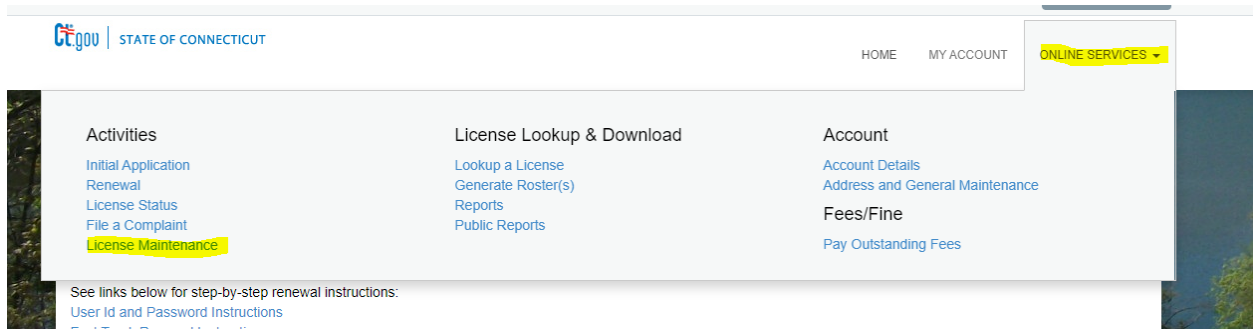 Ct.gov STATE OF CONNECTICUT
HOME MY ACCOUNT ONLINE SERVICES
Activities
Initial Application
Renewal
License Status
File a Complaint
License Maintenance
License Lookup & Download
Lookup a License
Generate Roster(s)
Reports
Public Reports
Account
Account Details
Address and General Maintenance
Fees/Fine
Pay Outstanding Fees
See links below for step-by-step renewal instructions:
User Id and Password Instructions